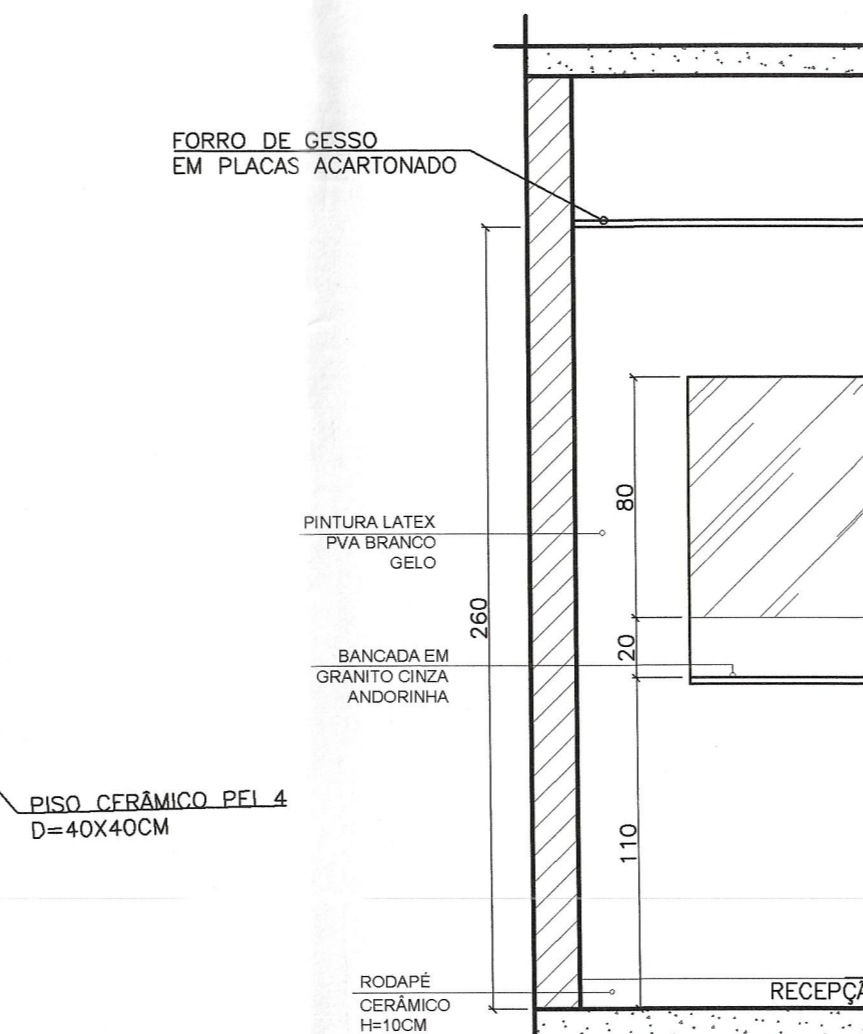 FORRO DE GESSO
EM PLACAS ACARTONADO
80
PINTURA LATEX
PVA BRANCO
GELO
260
20
BANCADA EM
GRANITO CINZA
ANDORINHA
PISO CERÂMICO PEI 4
D=40X40CM
110
RODAPÉ
CERÂMICO
H=10CM
RECEPÇÃ